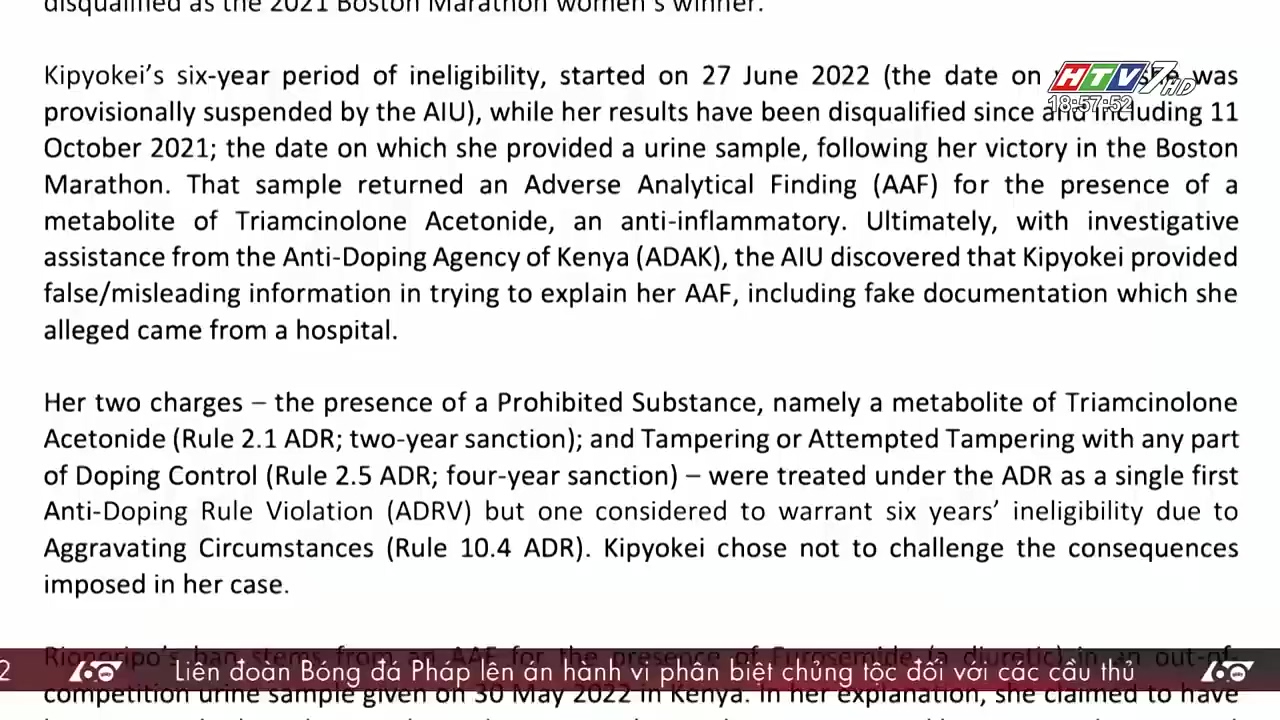 disqualified as the 2021 Boston Marathon women's winner.
Kipyokei's six-year period of ineligibility, started on 27 June 2022 (the date on was
HTV7 HD
provisionally suspended by the AIU), while her results have been disqualified since and including 11
18:57:52
October 2021; the date on which she provided a urine sample, following her victory in the Boston
Marathon. That sample returned an Adverse Analytical Finding (AAF) for the presence of a
metabolite of Triamcinolone Acetonide, an anti-inflammatory. Ultimately, with investigative
assistance from the Anti-Doping Agency of Kenya (ADAK), the AIU discovered that Kipyokei provided
false/misleading information in trying to explain her AAF, including fake documentation which she
alleged came from a hospital.
Her two charges – the presence of a Prohibited Substance, namely a metabolite of Triamcinolone
Acetonide (Rule 2.1 ADR; two-year sanction); and Tampering or Attempted Tampering with any part
of Doping Control (Rule 2.5 ADR; four-year sanction) – were treated under the ADR as a single first
Anti-Doping Rule Violation (ADRV) but one considered to warrant six years' ineligibility due to
Aggravating Circumstances (Rule 10.4 ADR). Kipyokei chose not to challenge the consequences
imposed in her case.
ban stems from an AAF for the presence of Furosemide (a diuretic) in an out-of-
2 60 Liên đoàn Bóng đá Pháp lên án hành vi phân biệt chủng tộc đối với các cầu thủ 60
competition urine sample given on 30 May 2022 in Kenya. In her explanation, she claimed to have